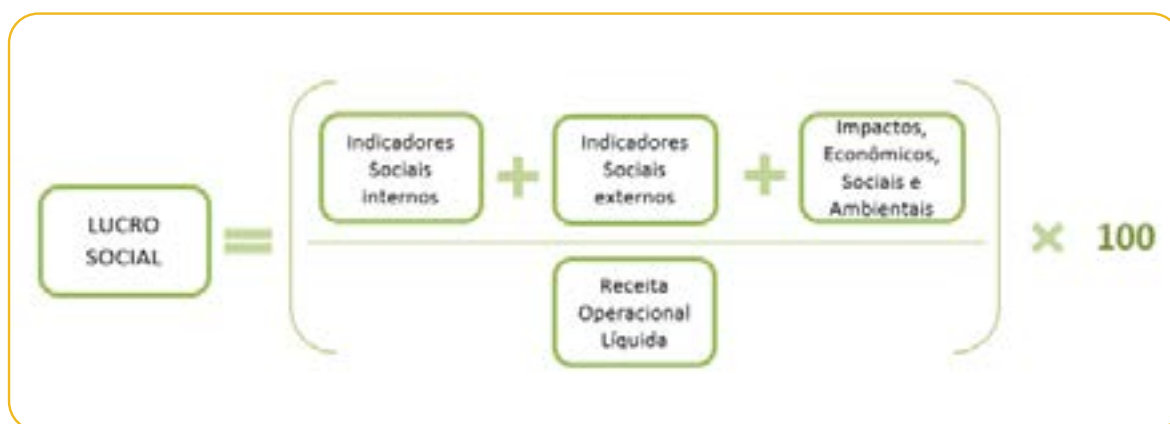 LUCRO
SOCIAL
=
(
Indicadores
Sociais
internos
+
Indicadores
Sociais
externos
+
Impactos,
Econômicos,
Sociais e
Ambientais
Receita
Operacional
Líquida
)
× 100